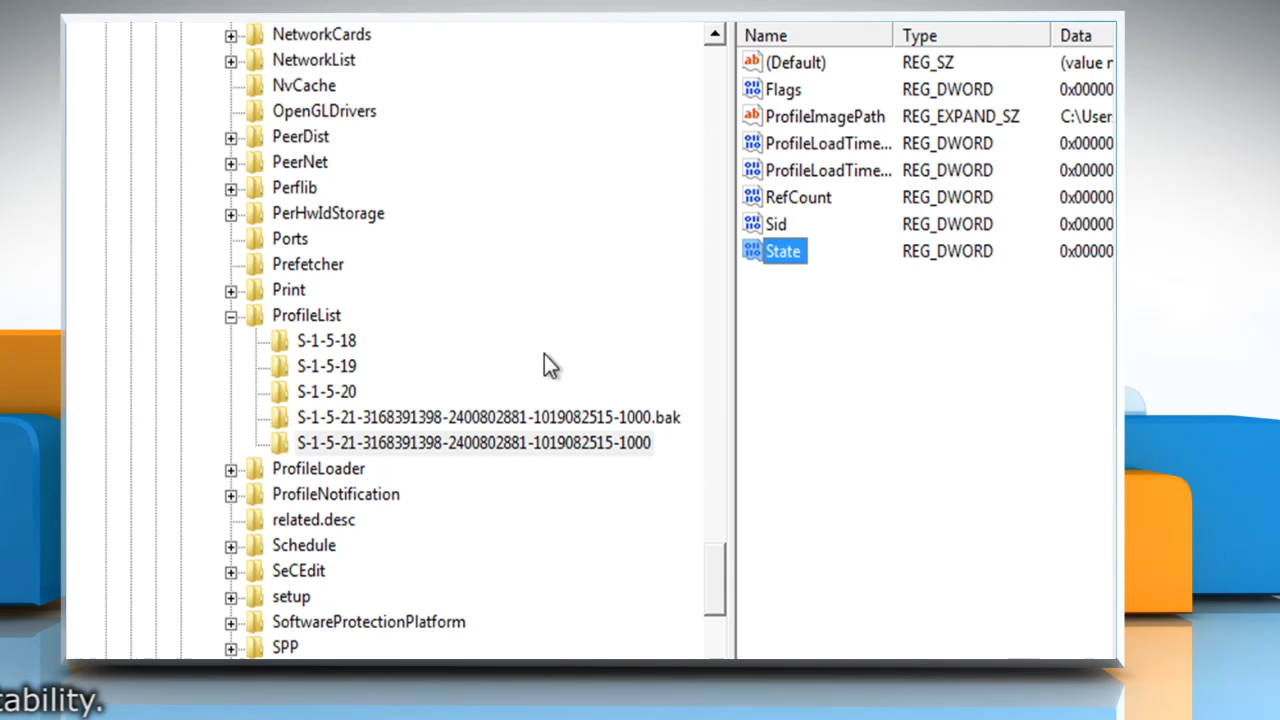 NetworkCards
NetworkList
NvCache
OpenGLDrivers
PeerDist
PeerNet
Perflib
PerHwIdStorage
Ports
Prefetcher
Print
ProfileList
S-1-5-18
S-1-5-19
S-1-5-20
S-1-5-21-3168391398-2400802881-1019082515-1000.bak
S-1-5-21-3168391398-2400802881-1019082515-1000
ProfileLoader
ProfileNotification
related.desc
Schedule
SeCEdit
setup
SoftwareProtectionPlatform
SPP
Name Type Data
(Default) REG_SZ (value n
Flags REG_DWORD 0x00000
ProfileImagePath REG_EXPAND_SZ C:\User
ProfileLoadTime... REG_DWORD 0x00000
ProfileLoadTime... REG_DWORD 0x00000
RefCount REG_DWORD 0x00000
Sid REG_DWORD 0x00000
State REG_DWORD 0x00000
tability.